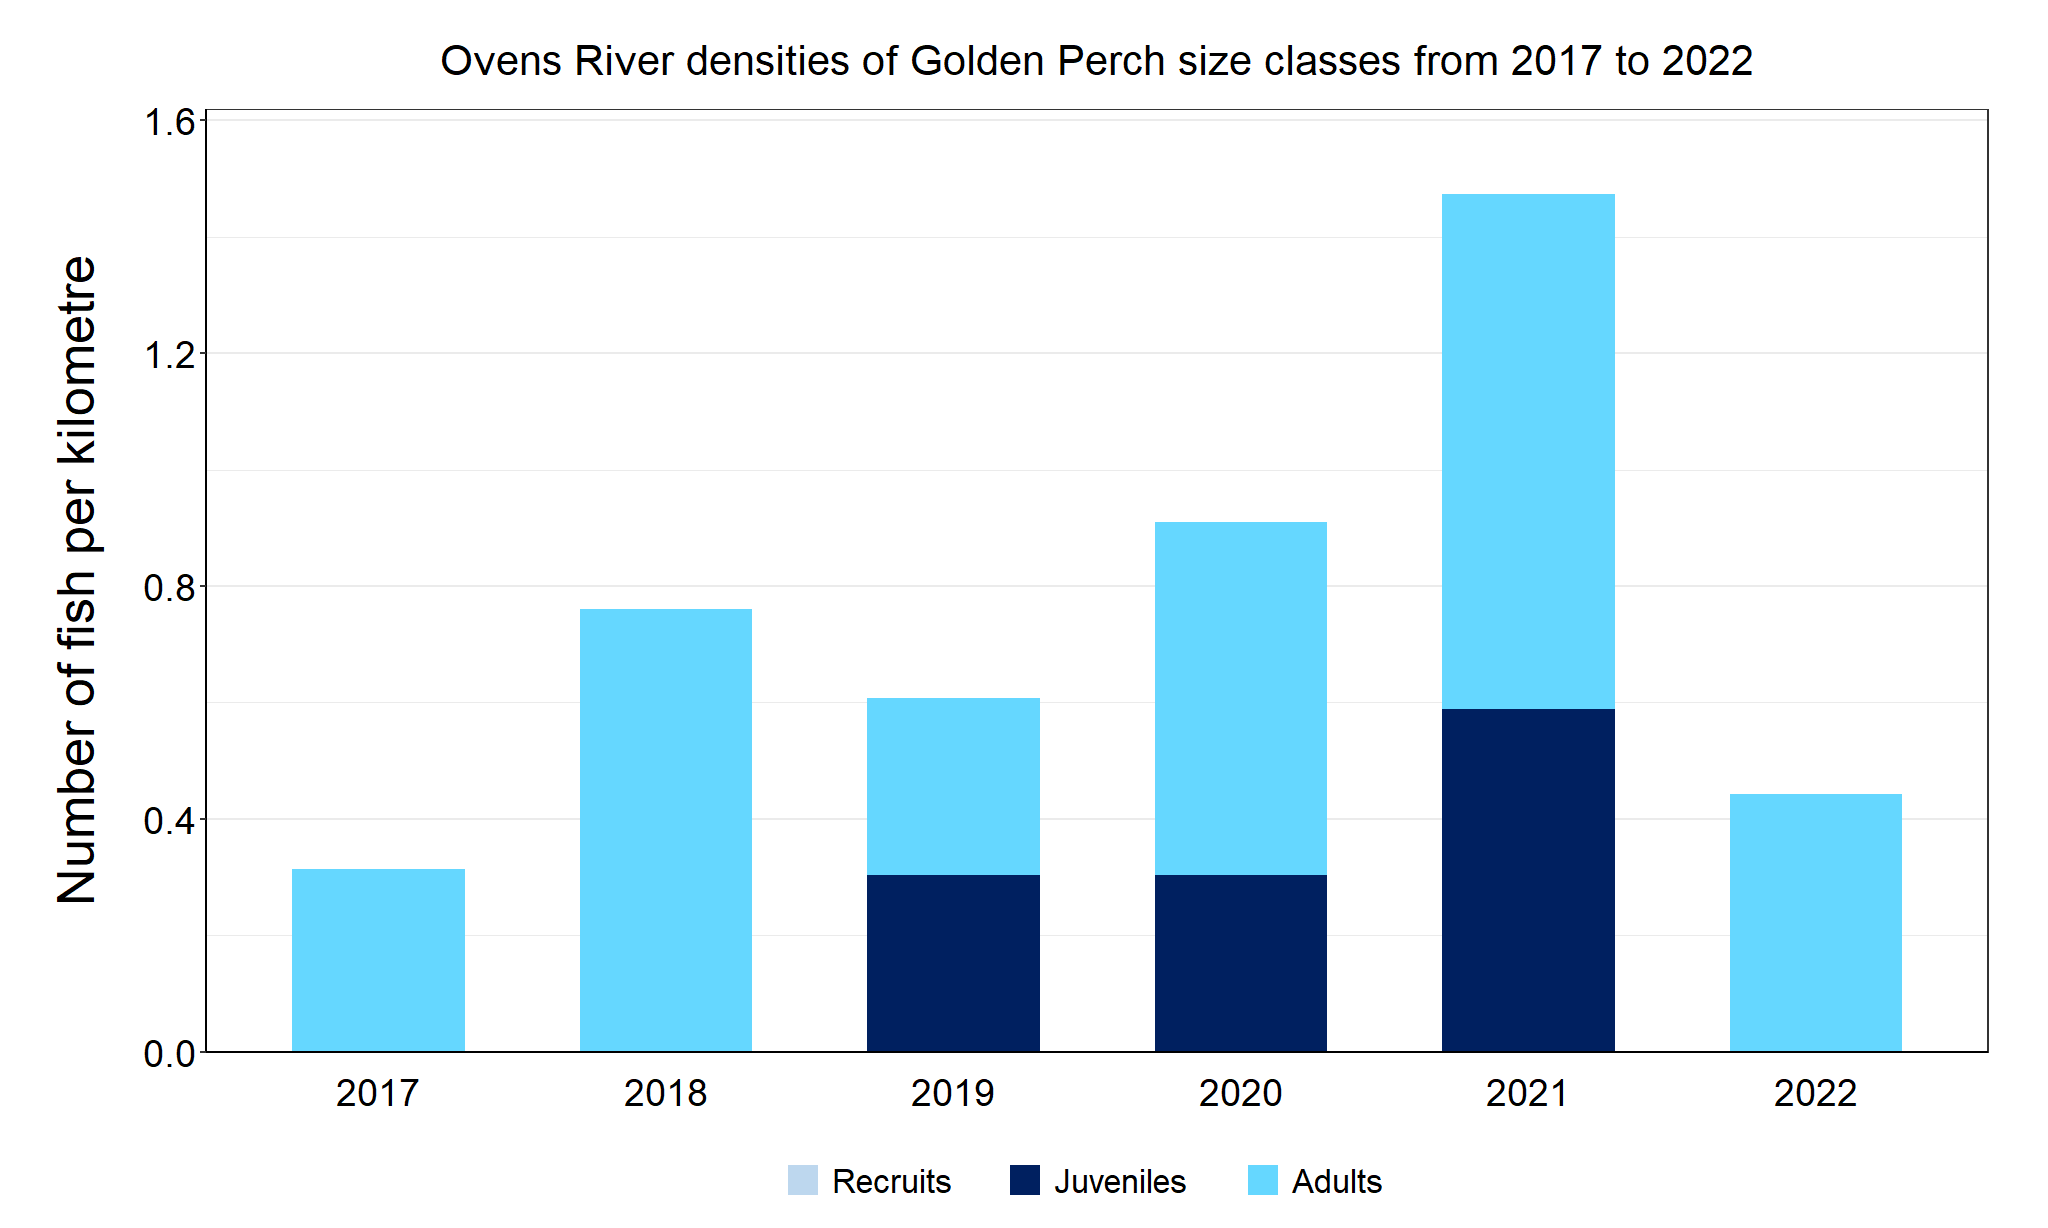 Ovens River densities of Golden Perch size classes from 2017 to 2022
Number of fish per kilometre
1.6
1.2
0.8
0.4
0.0
2017 2018 2019 2020 2021 2022
Recruits Juveniles Adults